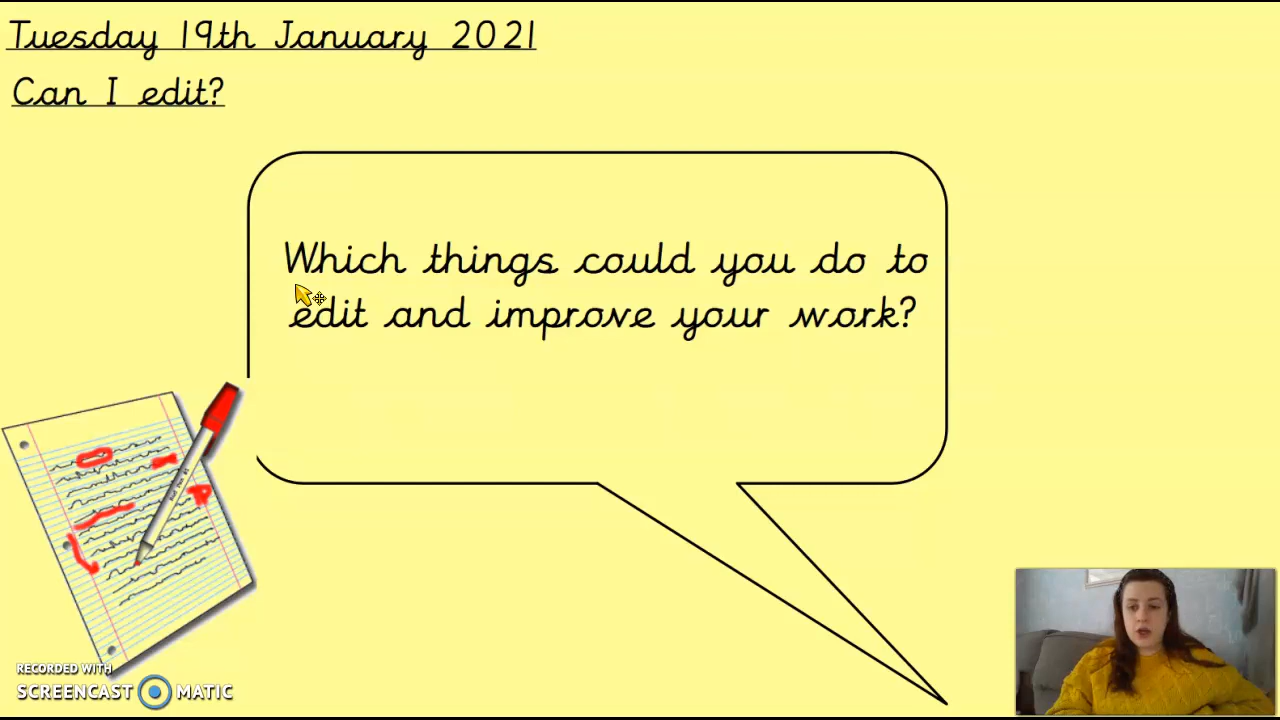 Tuesday 19th January 2021
Can I edit?
Which things could you do to
edit and improve your work?
RECORDED WITH
SCREENCAST MATIC